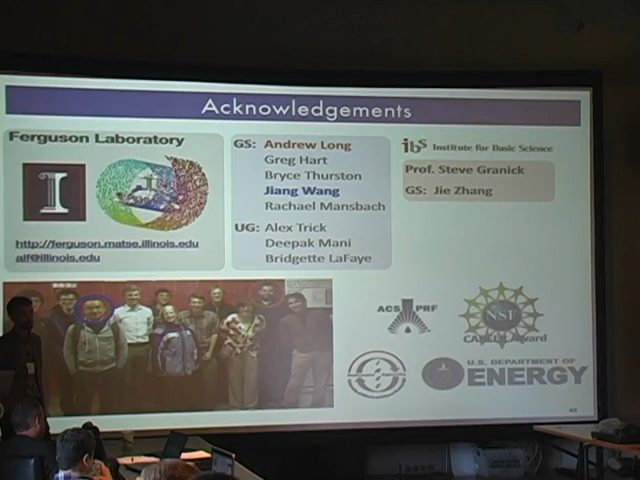 Acknowledgements
Ferguson Laboratory
I
http://ferguson.matse.illinois.edu
alf@illinois.edu
GS: Andrew Long
Greg Hart
Bryce Thurston
Jiang Wang
Rachael Mansbach
UG: Alex Trick
Deepak Mani
Bridgette LaFaye
ibs Institute for Basic Science
Prof. Steve Granick
GS: Jie Zhang
ACS PRF
NSF
CAREER Award
U.S. DEPARTMENT OF
ENERGY